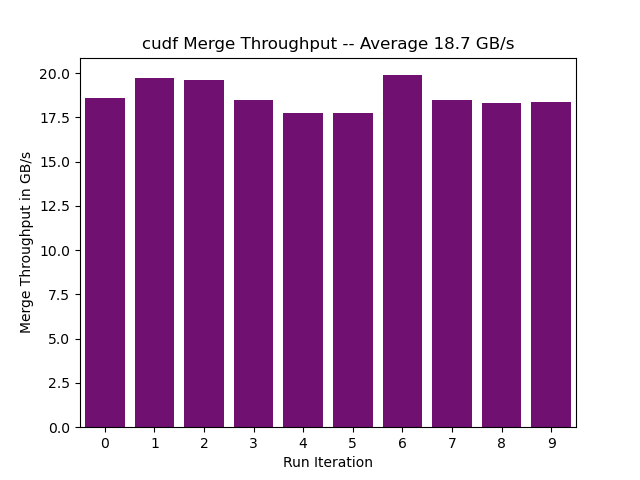 cudf Merge Throughput -- Average 18.7 GB/s
20.0
17.5
15.0
12.5
10.0
7.5
5.0
2.5
0.0
Merge Throughput in GB/s
0 1 2 3 4 5 6 7 8 9
Run Iteration